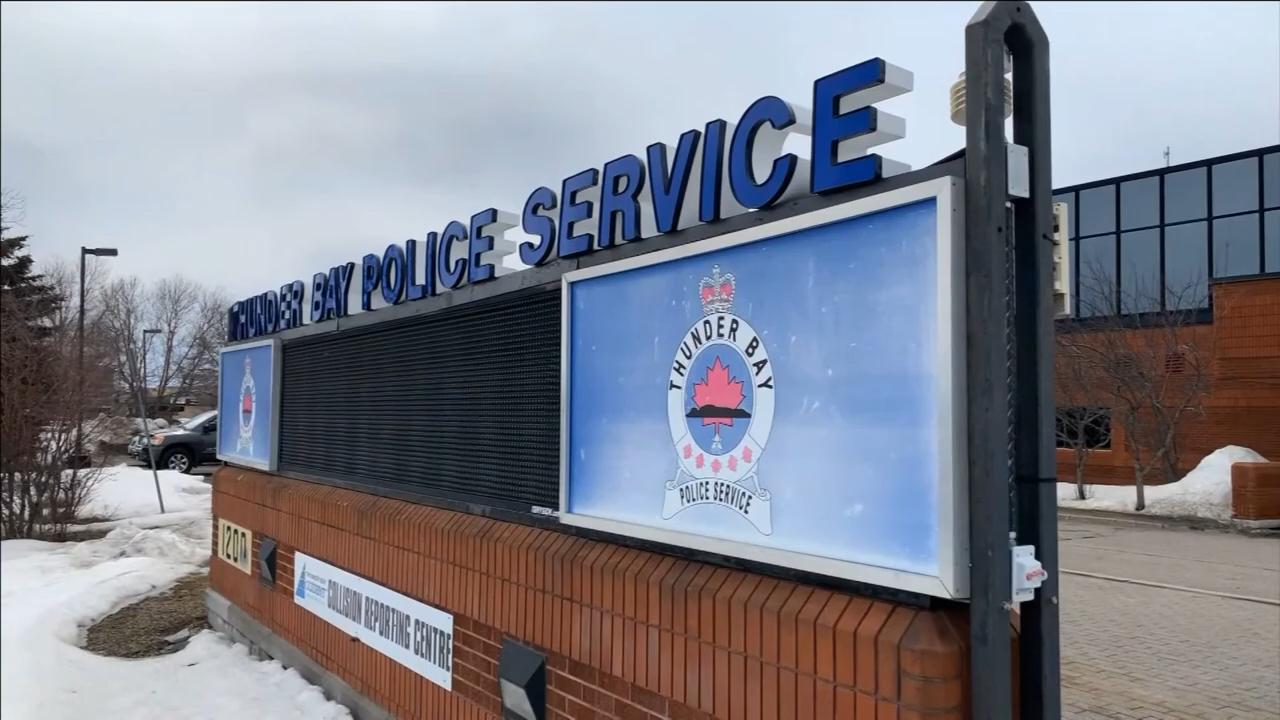 THUNDER BAY POLICE SERVICE
THUNDER BAY
POLICE SERVICE
1200
COLLISION REPORTING CENTRE